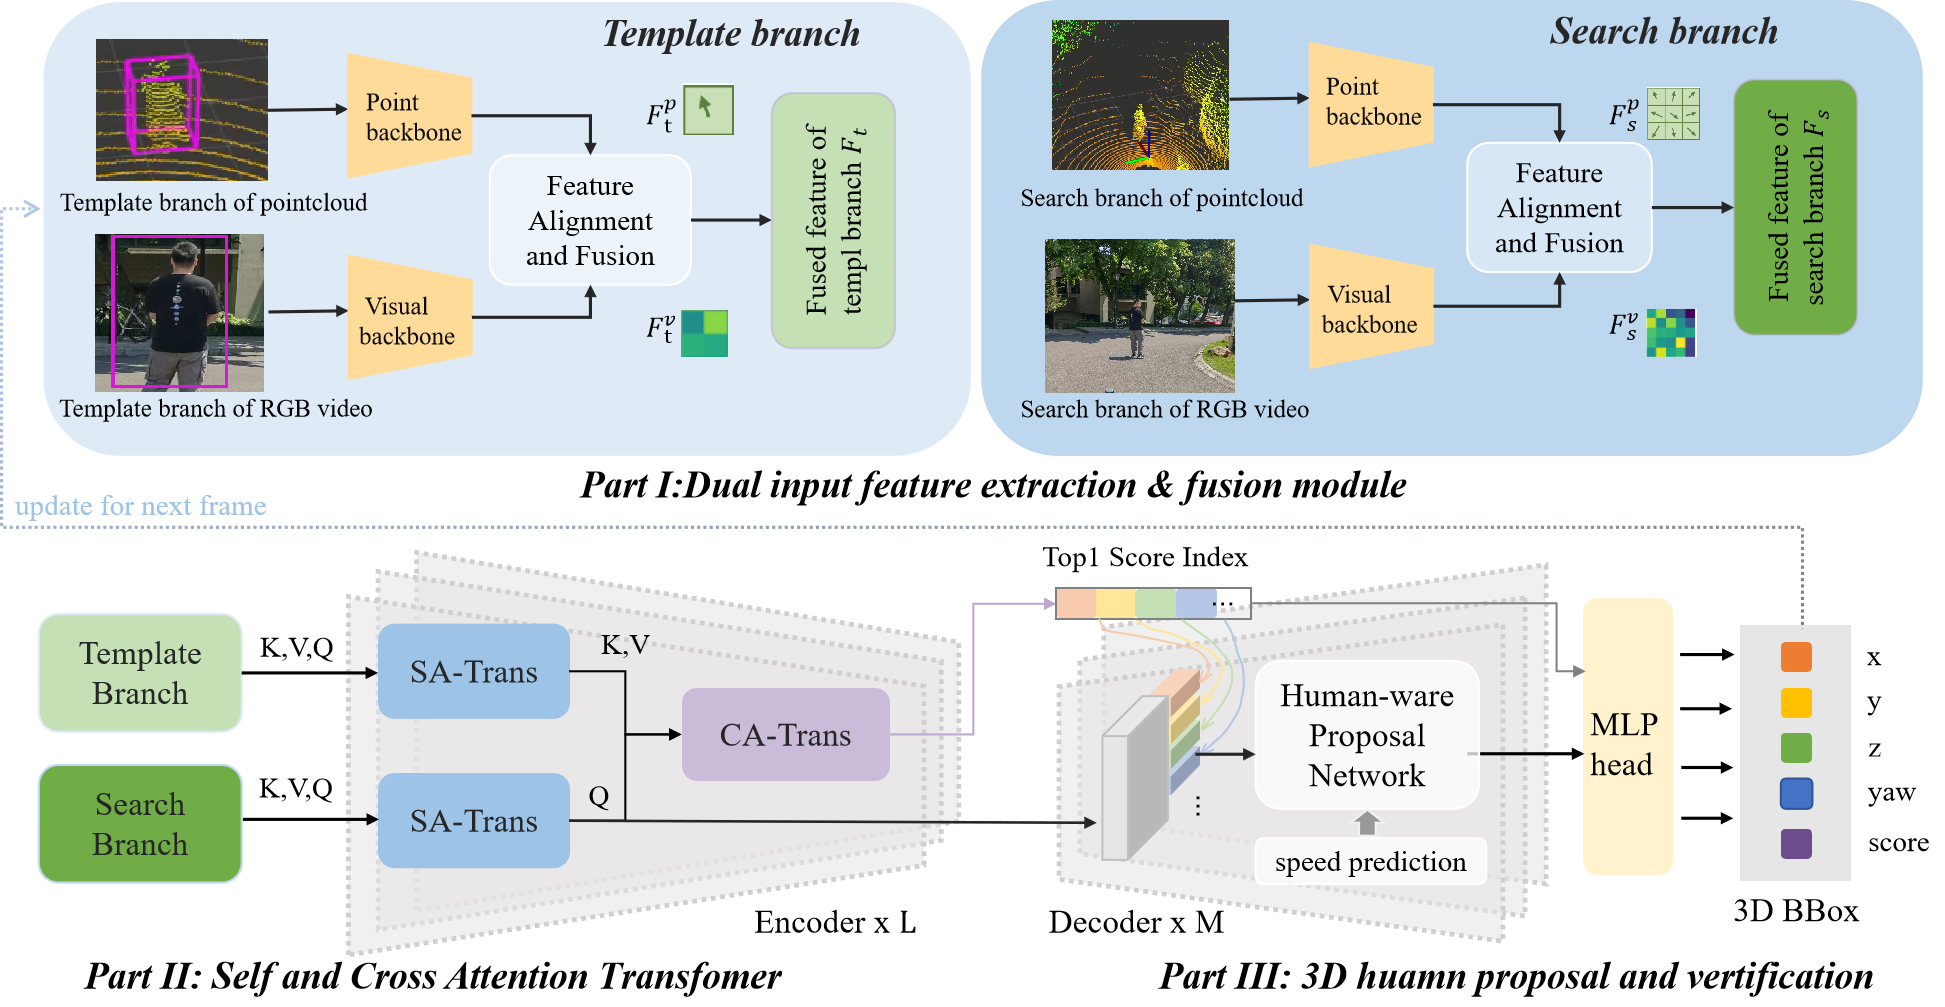 Template branch
Point
backbone
F_t^p
Template branch of pointcloud
Feature
Alignment
and Fusion
Fused feature of
templ branch F_t
Visual
backbone
F_t^v
Template branch of RGB video
Search branch
Point
backbone
F_s^p
Search branch of pointcloud
Feature
Alignment
and Fusion
Fused feature of
search branch F_s
Visual
backbone
F_s^v
Search branch of RGB video
Part I:Dual input feature extraction & fusion module
update for next frame
Template
Branch
K,V,Q
SA-Trans
K,V
Search
Branch
K,V,Q
SA-Trans
Q
CA-Trans
Encoder x L
Part II: Self and Cross Attention Transfomer
Top1 Score Index
...
Human-ware
Proposal
Network
...
speed prediction
Decoder x M
MLP
head
x
y
z
yaw
score
3D BBox
Part III: 3D huamn proposal and vertification